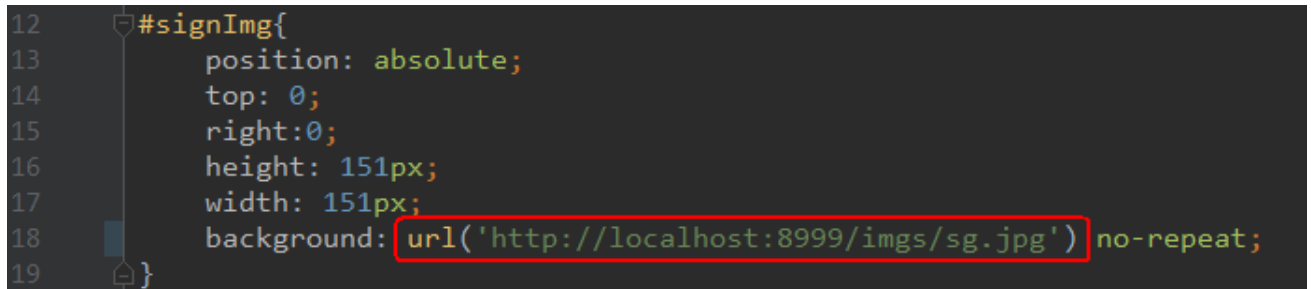 12 #signImg{
13 position: absolute;
14 top: 0;
15 right:0;
16 height: 151px;
17 width: 151px;
18 background: url('http://localhost:8999/imgs/sg.jpg') no-repeat;
19 }